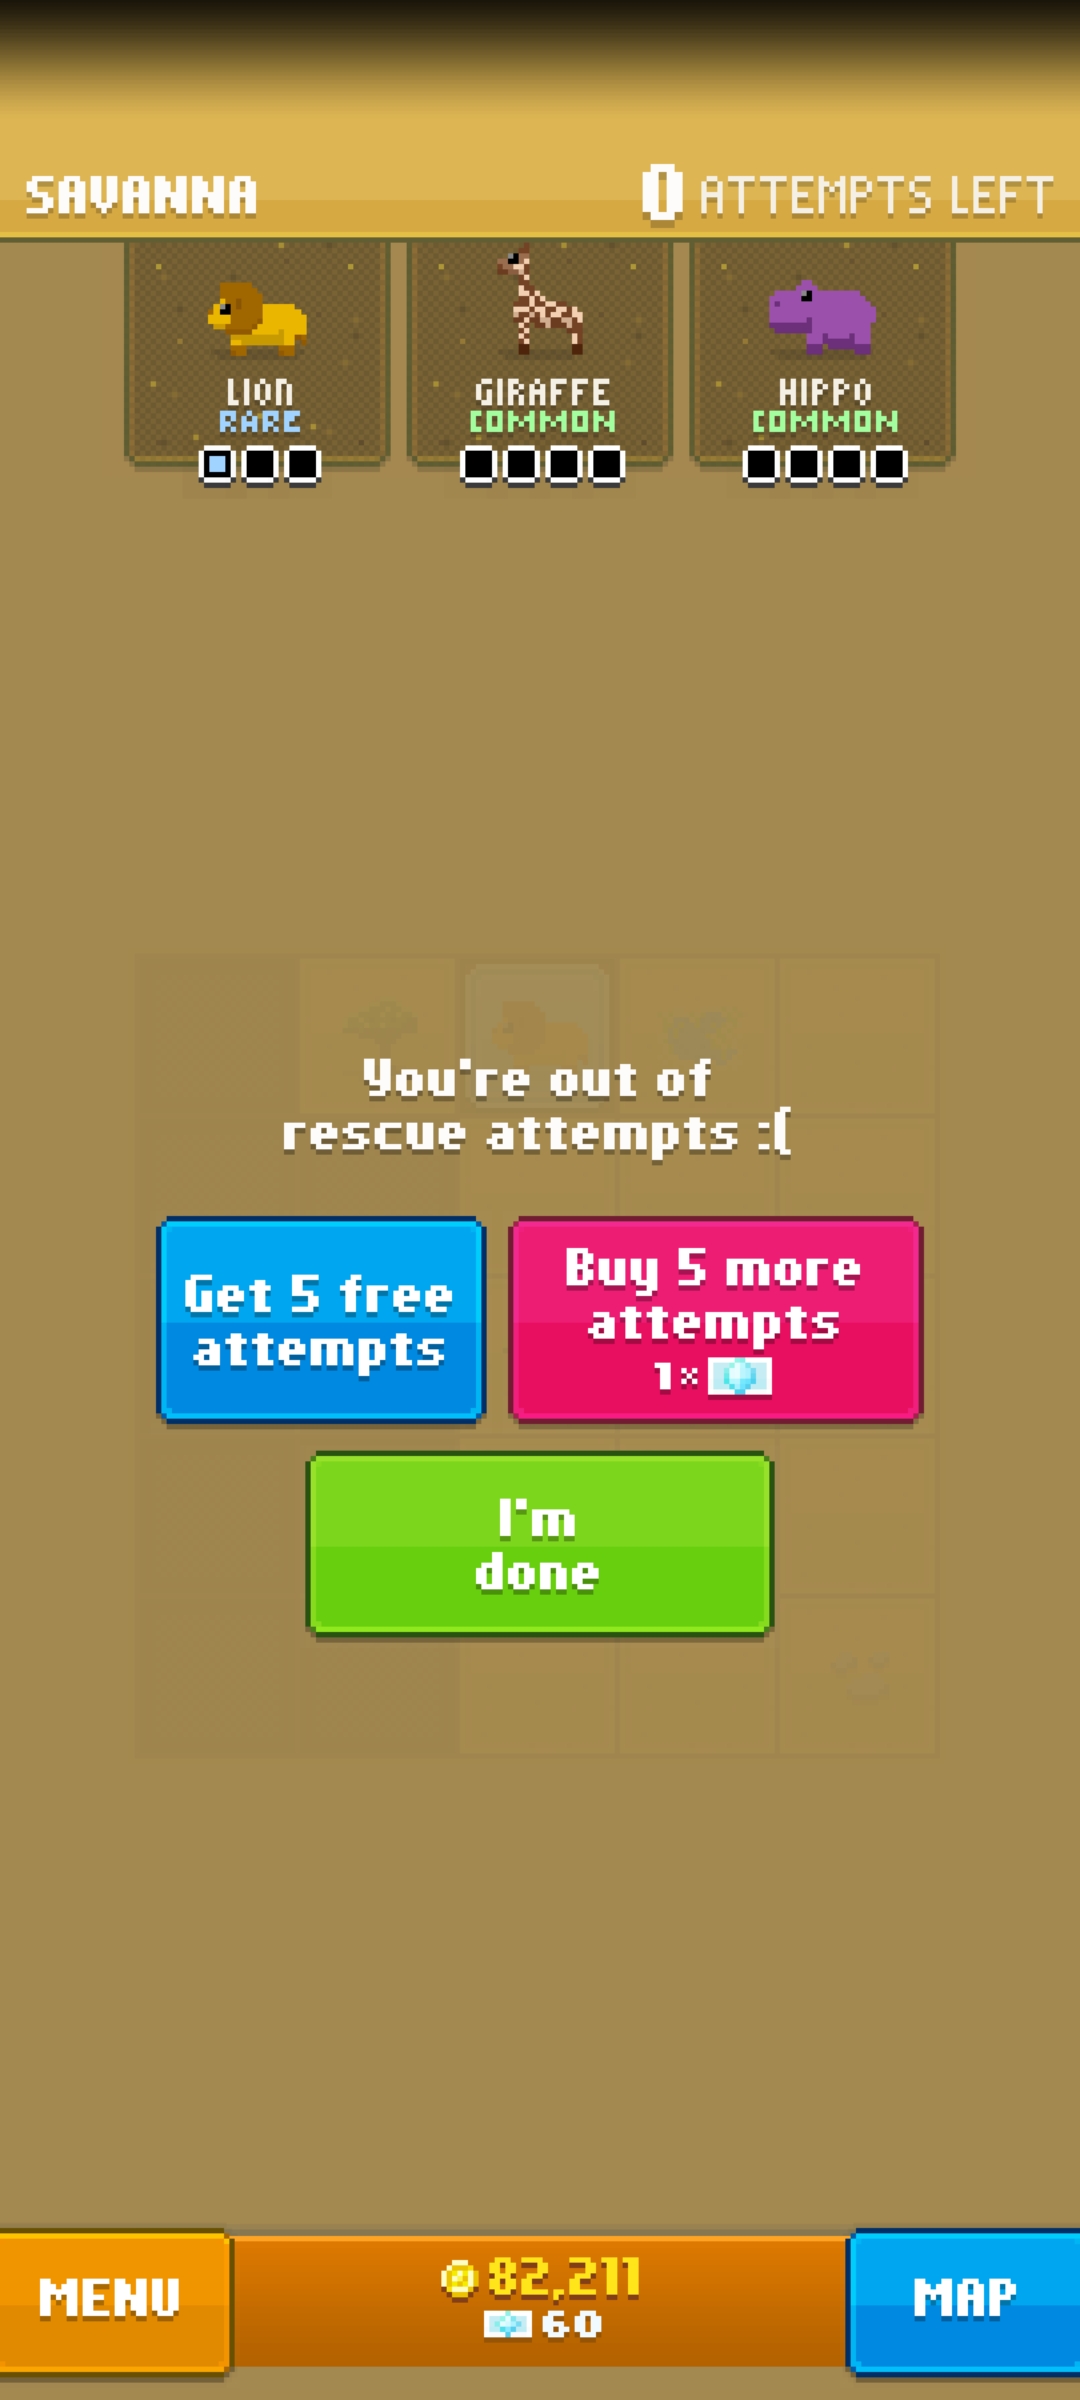 SAVANNA
0 ATTEMPTS LEFT
LION
RARE
GIRAFFE
COMMON
HIPPO
COMMON
You're out of
rescue attempts :(
Get 5 free
attempts
Buy 5 more
attempts
1×
I'm
done
MENU
82,211
60
MAP